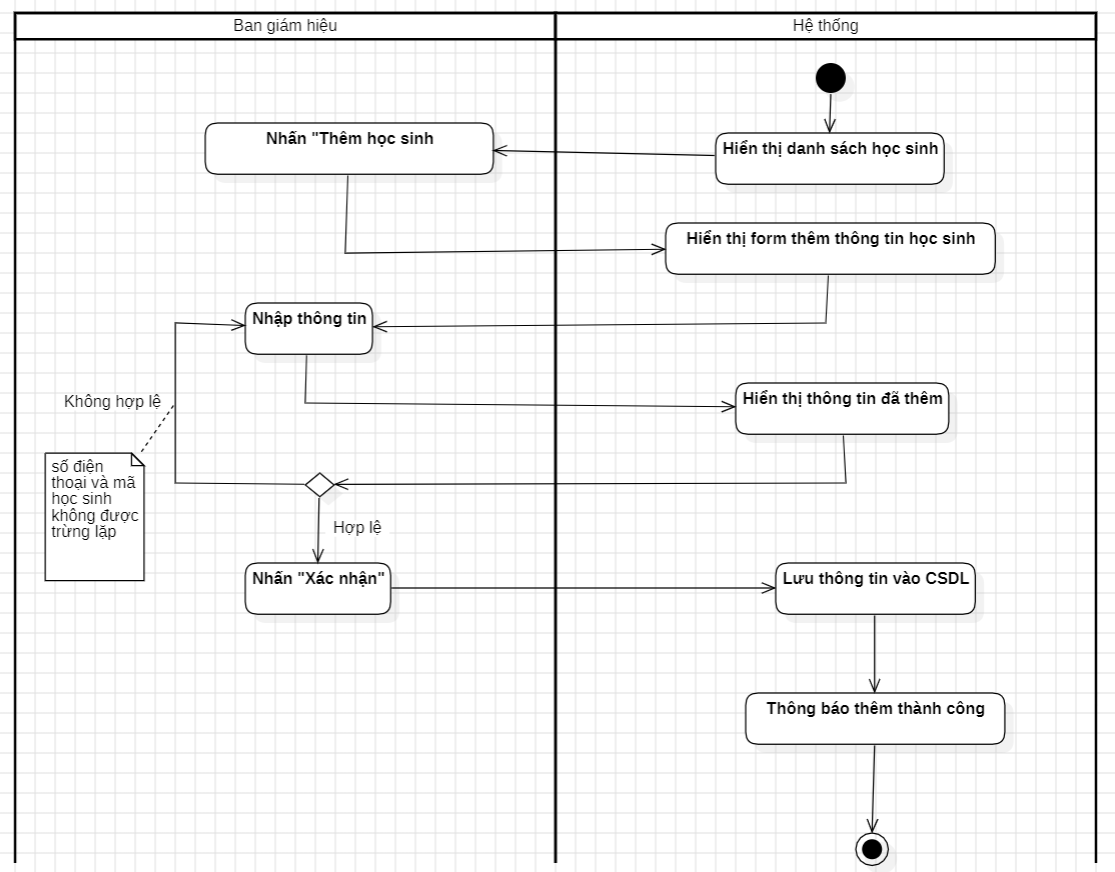 Ban giám hiệu
Hệ thống
Nhấn "Thêm học sinh
Hiển thị danh sách học sinh
Hiển thị form thêm thông tin học sinh
Nhập thông tin
Không hợp lệ
Hiển thị thông tin đã thêm
số điện
thoại và mã
học sinh
không được
trừng lặp
Hợp lệ
Nhấn "Xác nhận"
Lưu thông tin vào CSDL
Thông báo thêm thành công